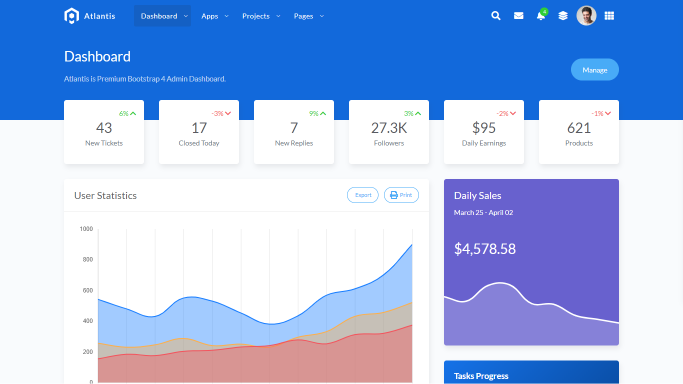 Atlantis
Dashboard
Apps
Projects
Pages
4
Dashboard
Atlantis is Premium Bootstrap 4 Admin Dashboard.
Manage
6%
43
New Tickets
-3%
17
Closed Today
9%
7
New Replies
3%
27.3K
Followers
-2%
$95
Daily Earnings
-1%
621
Products
User Statistics
Export
Print
1000
800
600
400
200
0
Daily Sales
March 25 - April 02
$4,578.58
Tasks Progress